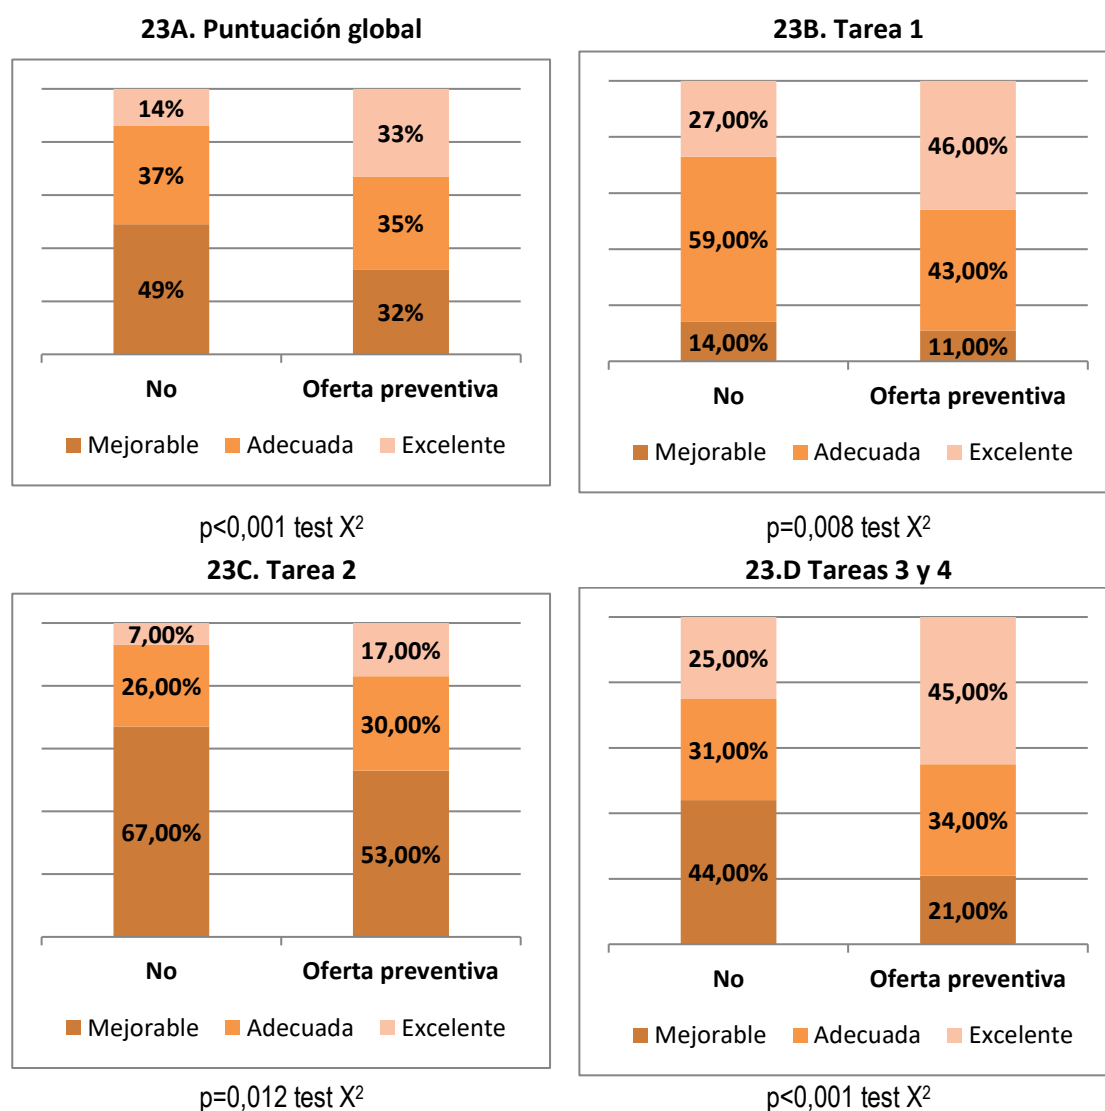 23A. Puntuación global
14%
33%
37%
35%
49%
32%
No
Oferta preventiva
Mejorable Adecuada Excelente
p<0,001 test X²
23B. Tarea 1
27,00%
46,00%
59,00%
43,00%
14,00%
11,00%
No
Oferta preventiva
Mejorable Adecuada Excelente
p=0,008 test X²
23C. Tarea 2
7,00%
17,00%
26,00%
30,00%
67,00%
53,00%
No
Oferta preventiva
Mejorable Adecuada Excelente
p=0,012 test X²
23.D Tareas 3 y 4
25,00%
45,00%
31,00%
34,00%
44,00%
21,00%
No
Oferta preventiva
Mejorable Adecuada Excelente
p<0,001 test X²